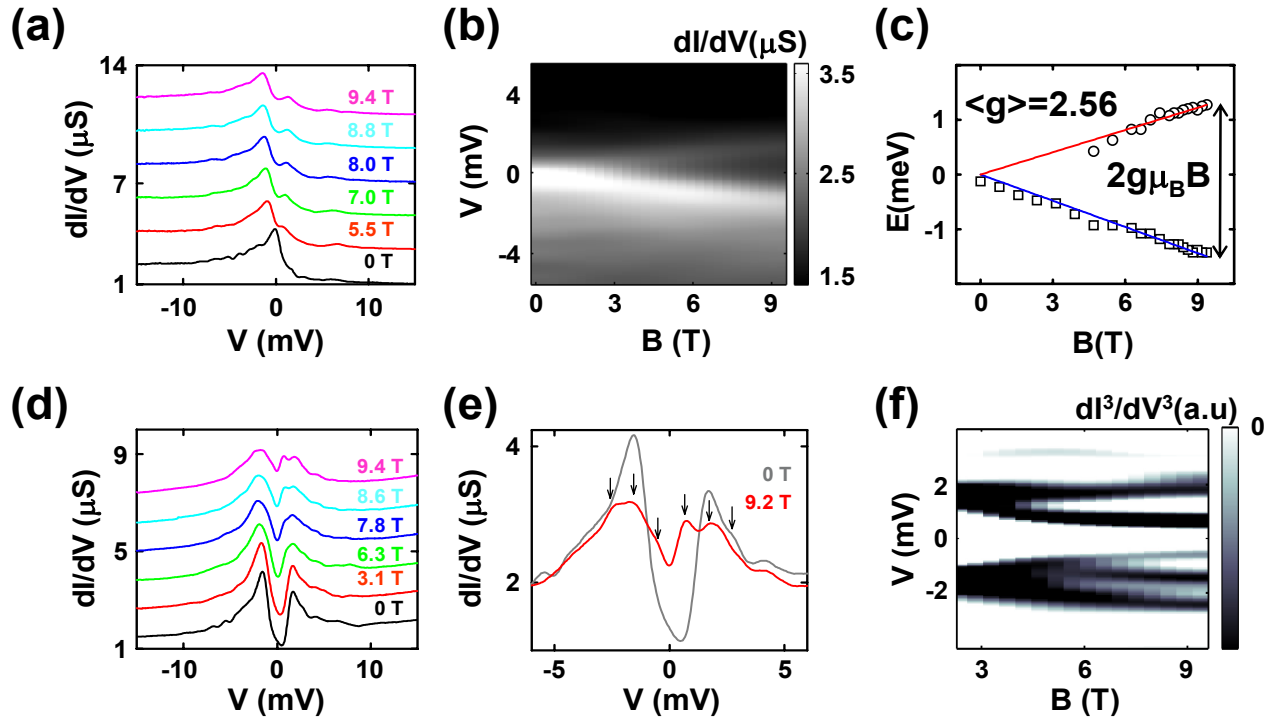 (a)
dI/dV (μS)
14
7
1
9.4 T
8.8 T
8.0 T
7.0 T
5.5 T
0 T
-10
0
10
V (mV)
(b)
dI/dV(μS)
V (mV)
4
0
-4
0
3
6
9
B (T)
3.5
2.5
1.5
(c)
E(meV)
1
0
-1
<g>=2.56
2gμ_BB
0
3
6
9
B(T)
(d)
dI/dV (μS)
9
5
1
9.4 T
8.6 T
7.8 T
6.3 T
3.1 T
0 T
-10
0
10
V (mV)
(e)
dI/dV (μS)
4
2
0 T
9.2 T
-4
0
4
V (mV)
(f)
dI³/dV³(a.u)
0
V (mV)
2
0
-2
3
6
9
B (T)